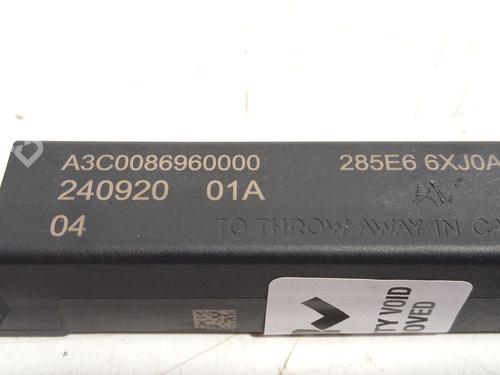 A3C0086960000 285E6 6XJ0A
240920 01A
04
TO THROW AWAY IN CA
TY VOID
OVED